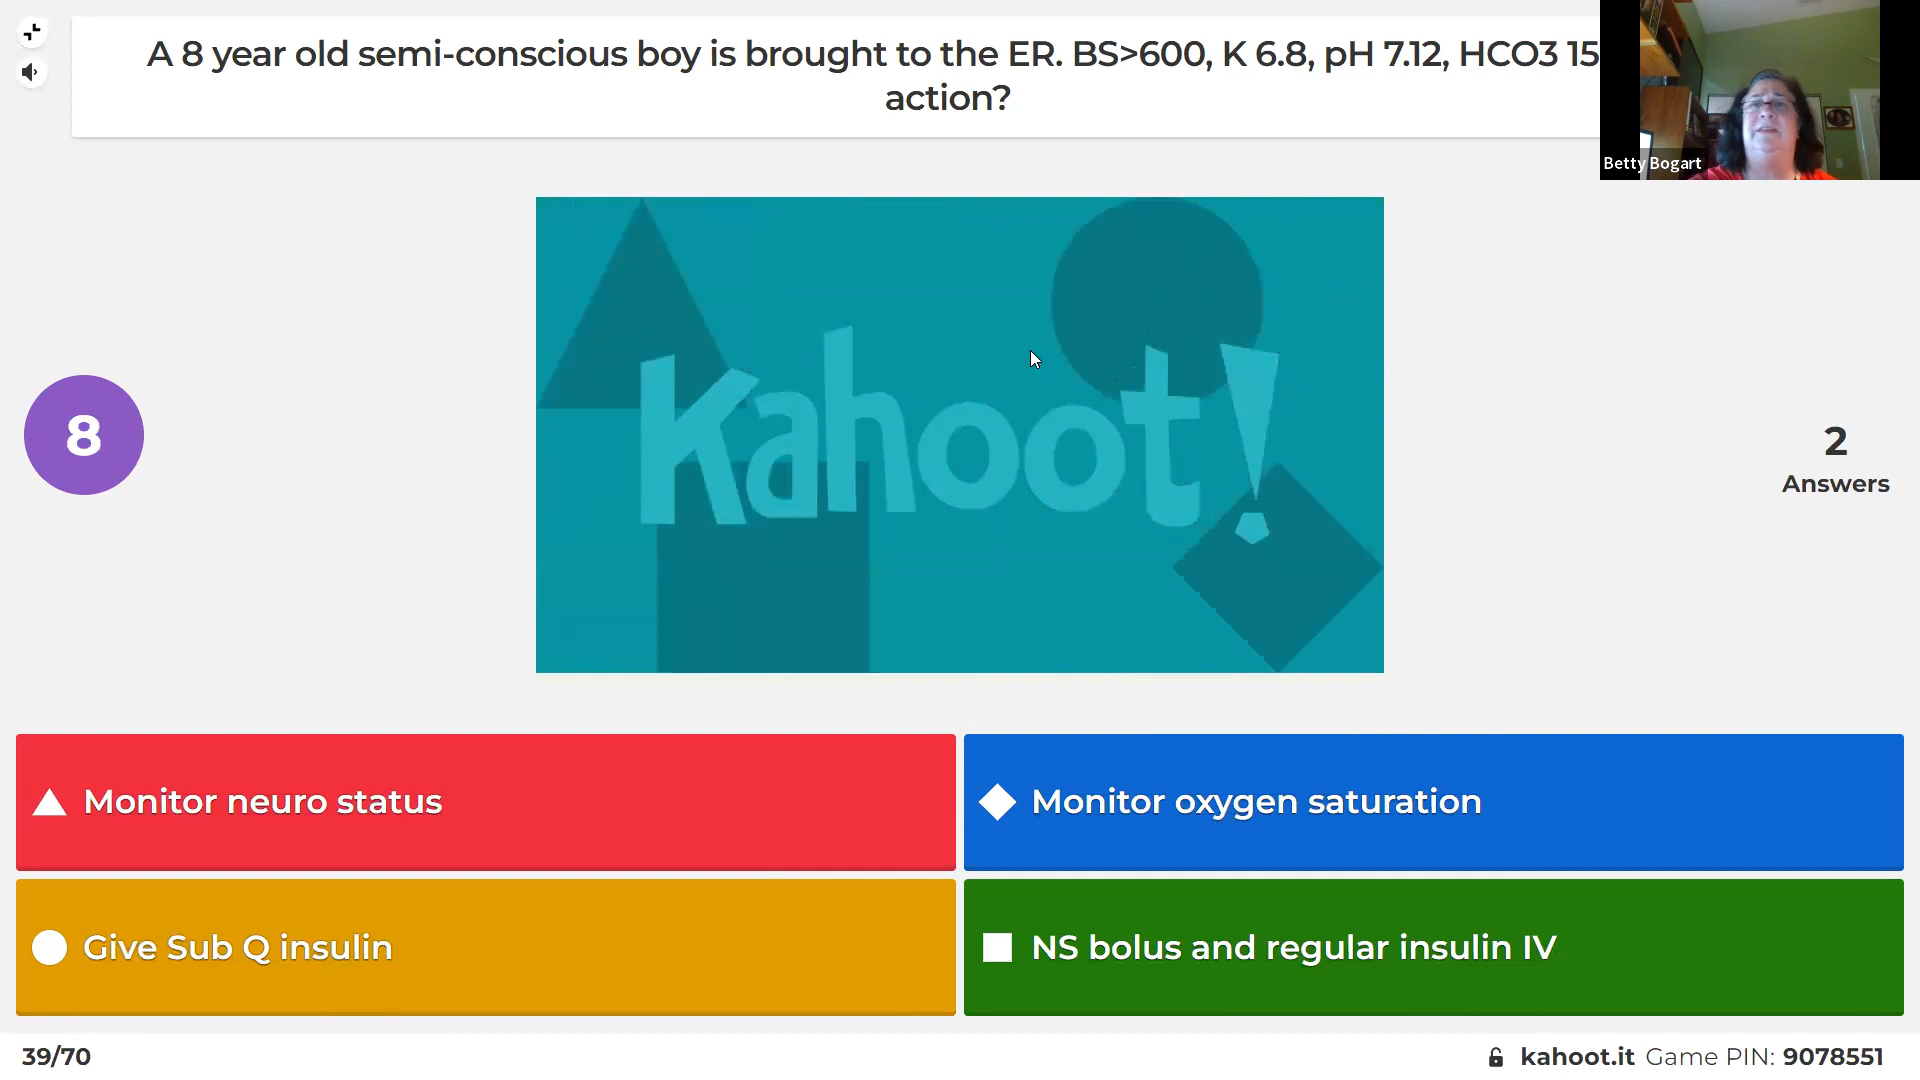 A 8 year old semi-conscious boy is brought to the ER. BS>600, K 6.8, pH 7.12, HCO3 15
action?
Betty Bogart
Kahoot!
8
2
Answers
Monitor neuro status
Monitor oxygen saturation
Give Sub Q insulin
NS bolus and regular insulin IV
39/70
kahoot.it Game PIN: 9078551